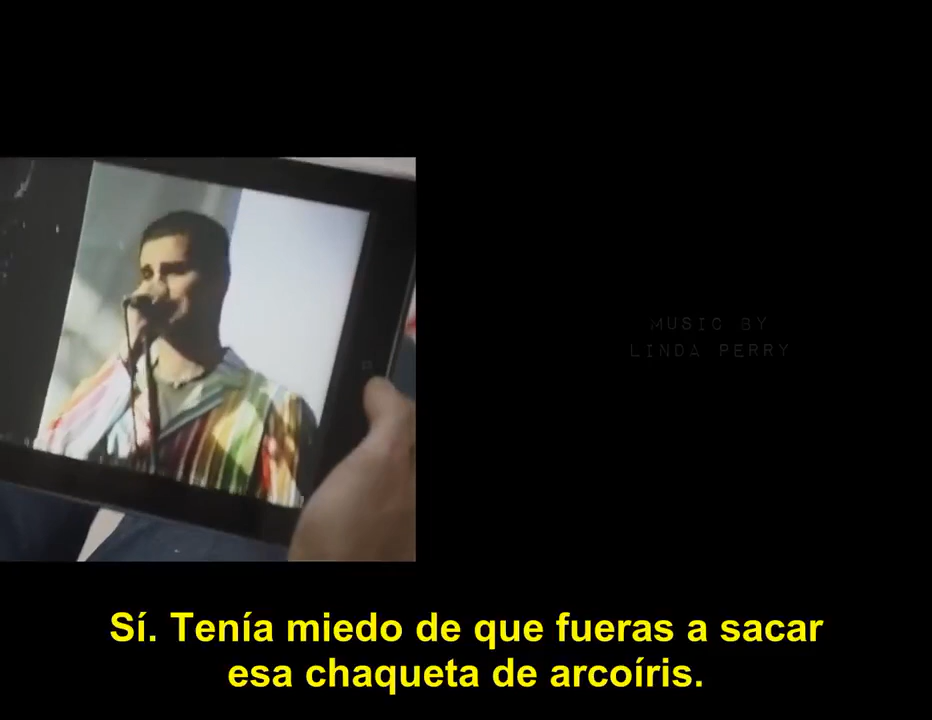 MUSIC BY
LINDA PERRY
Sí. Tenía miedo de que fueras a sacar
esa chaqueta de arcoíris.